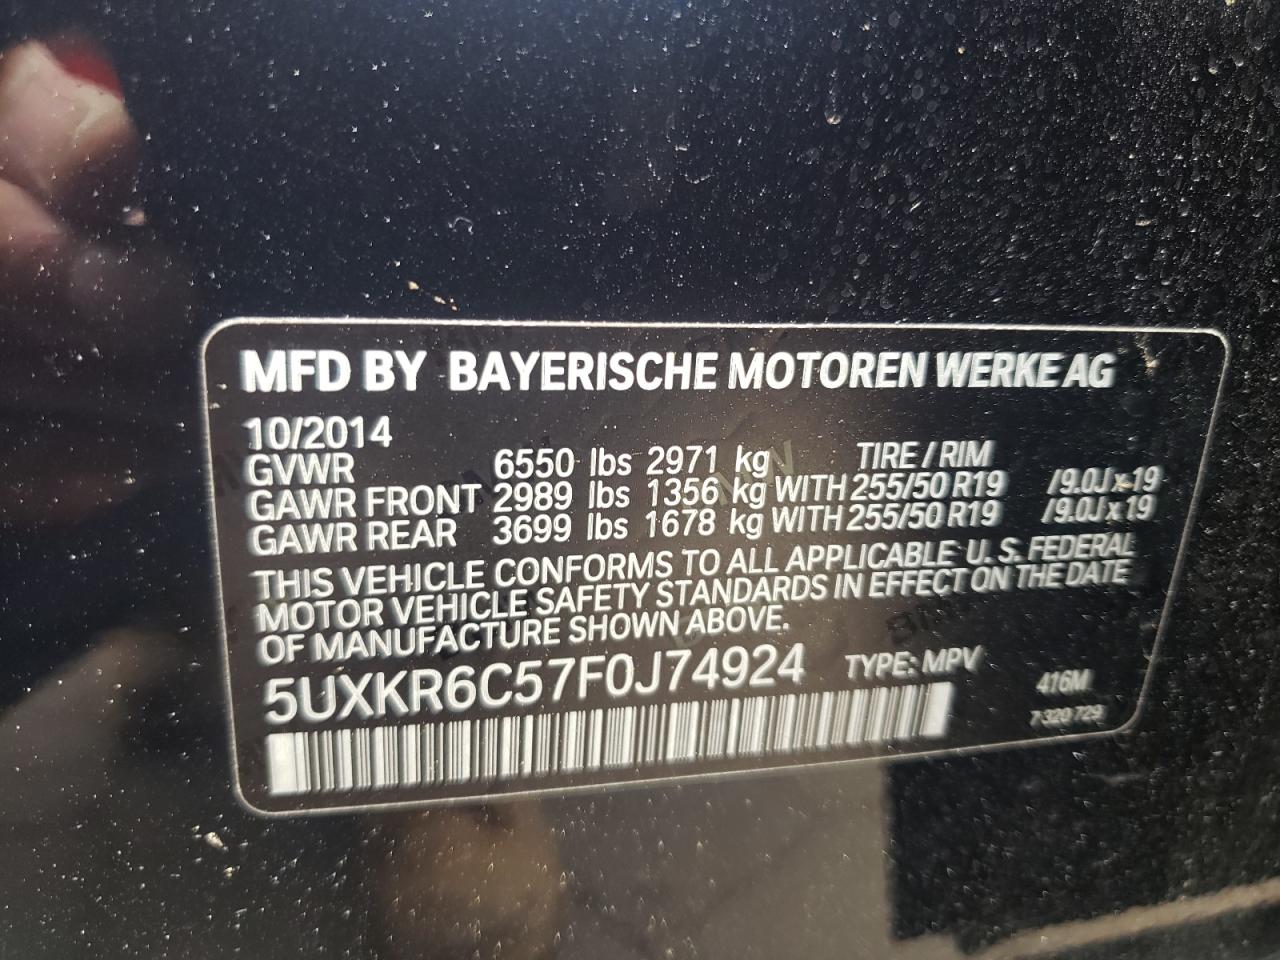 MFD BY BAYERISCHE MOTOREN WERKE AG
10/2014
GVWR 6550 lbs 2971 kg TIRE / RIM
GAWR FRONT 2989 lbs 1356 kg WITH 255/50 R19 /9.0J x 19
GAWR REAR 3699 lbs 1678 kg WITH 255/50 R19 /9.0J x 19
THIS VEHICLE CONFORMS TO ALL APPLICABLE U. S. FEDERAL
MOTOR VEHICLE SAFETY STANDARDS IN EFFECT ON THE DATE
OF MANUFACTURE SHOWN ABOVE.
5UXKR6C57F0J74924 TYPE: MPV
416M
7 320 729